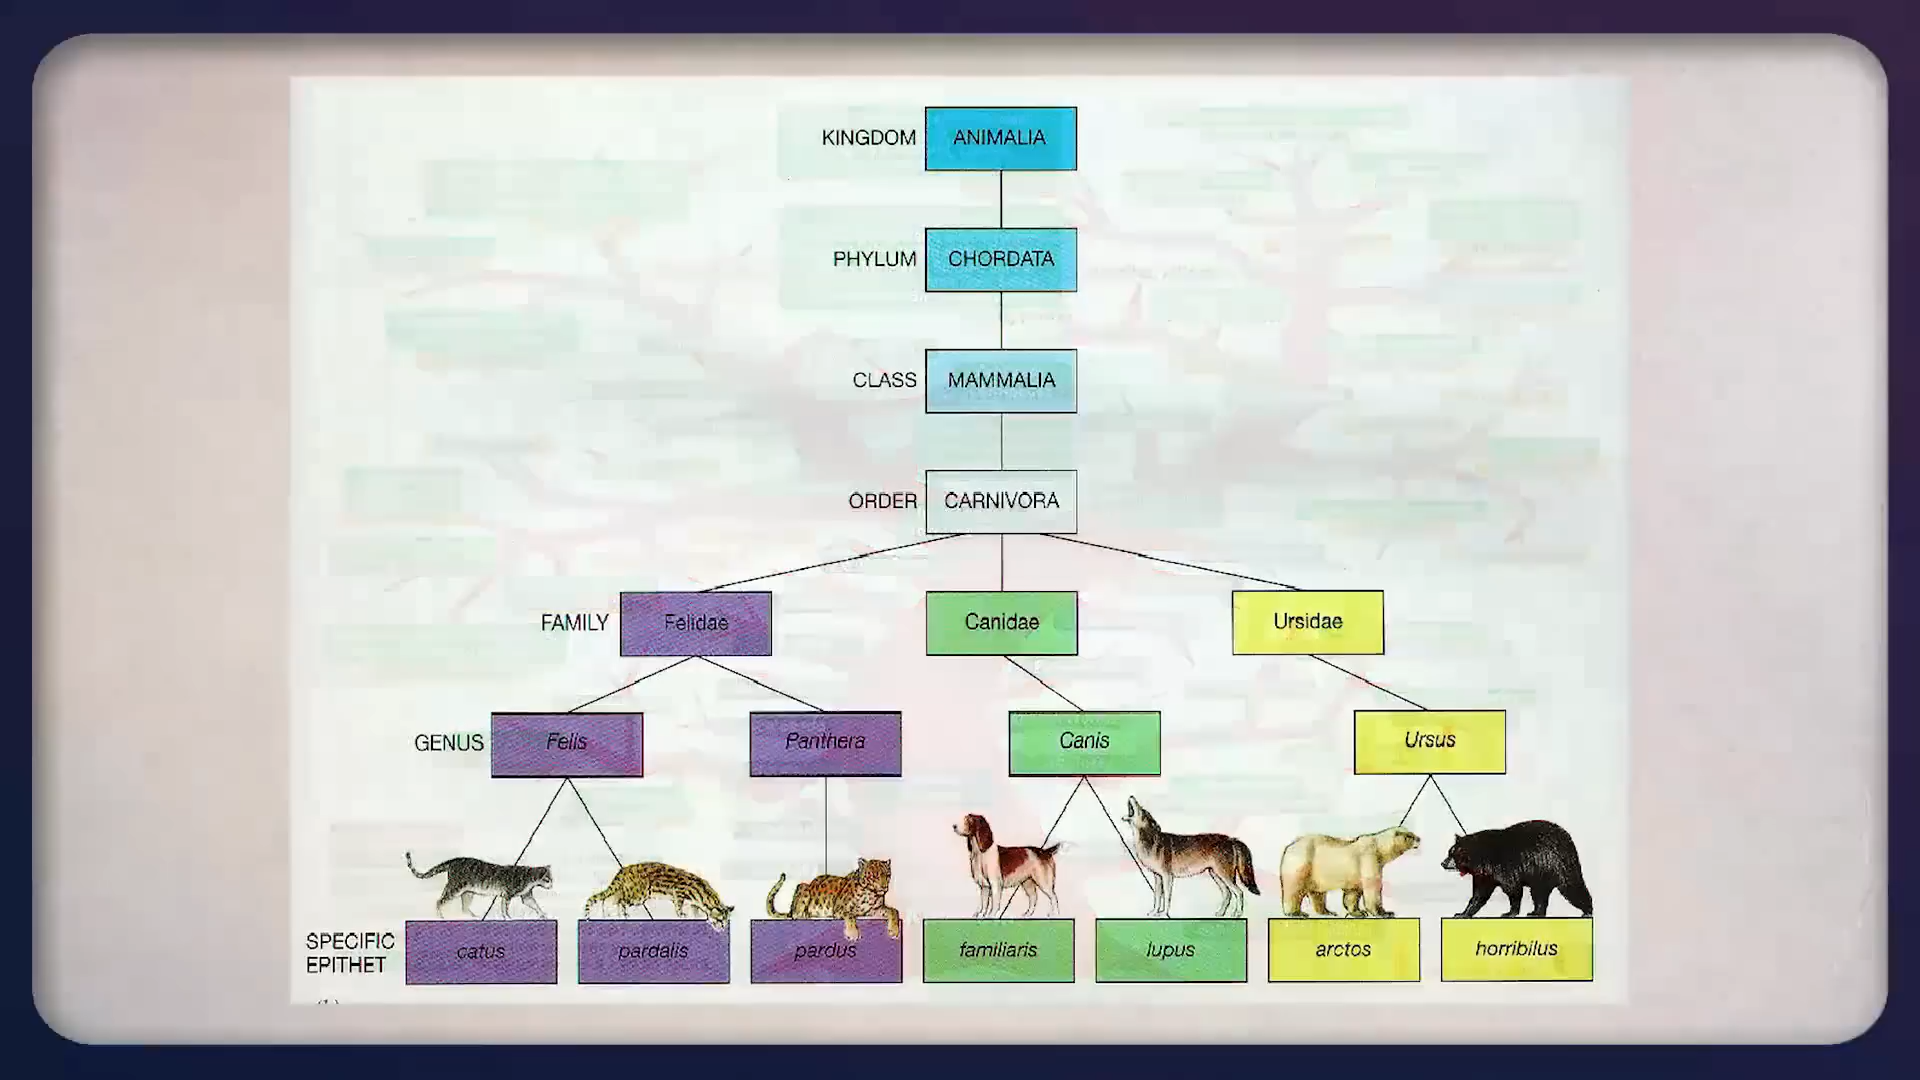 KINGDOM ANIMALIA
PHYLUM CHORDATA
CLASS MAMMALIA
ORDER CARNIVORA
FAMILY Felidae Canidae Ursidae
GENUS Felis Panthera Canis Ursus
SPECIFIC
EPITHET catus pardalis pardus familiaris lupus arctos horribilus